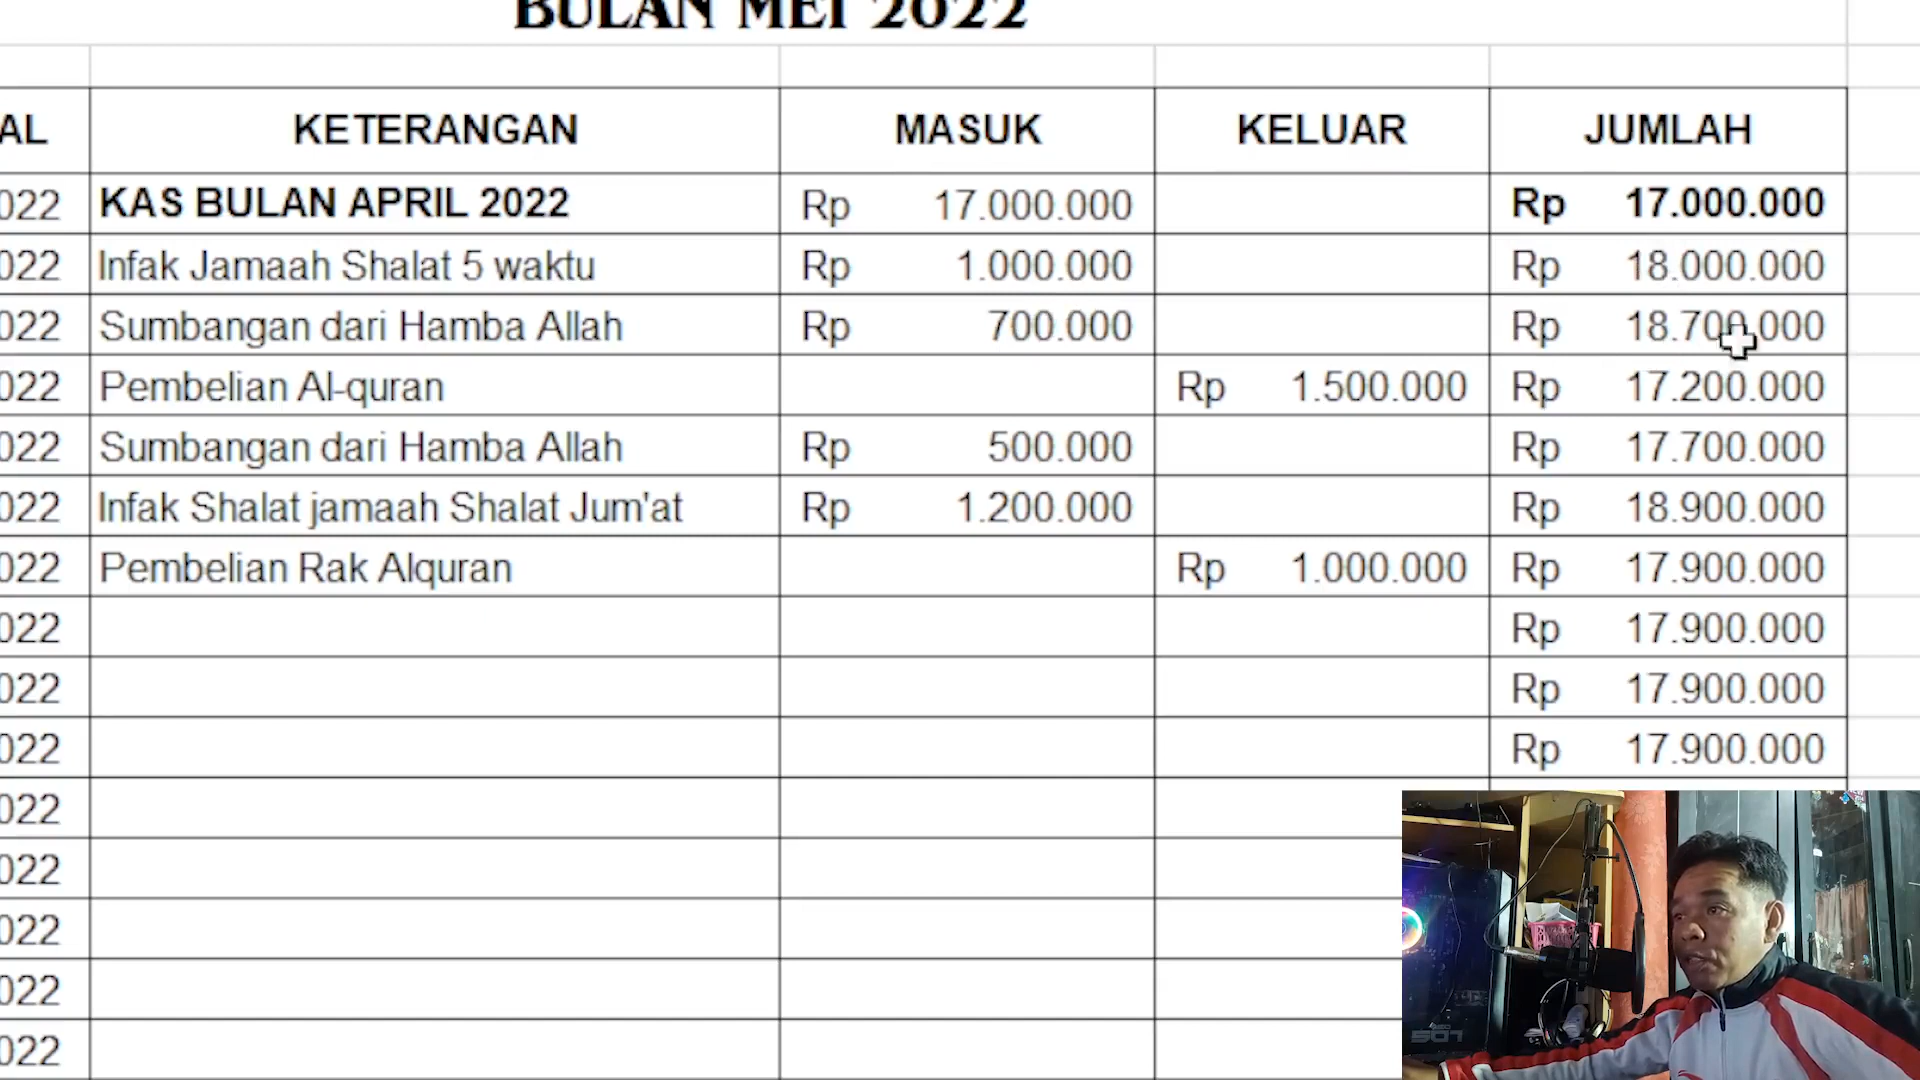 BULAN MEI 2022
AL KETERANGAN MASUK KELUAR JUMLAH
022 KAS BULAN APRIL 2022 Rp 17.000.000 Rp 17.000.000
022 Infak Jamaah Shalat 5 waktu Rp 1.000.000 Rp 18.000.000
022 Sumbangan dari Hamba Allah Rp 700.000 Rp 18.700.000
022 Pembelian Al-quran Rp 1.500.000 Rp 17.200.000
022 Sumbangan dari Hamba Allah Rp 500.000 Rp 17.700.000
022 Infak Shalat jamaah Shalat Jum'at Rp 1.200.000 Rp 18.900.000
022 Pembelian Rak Alquran Rp 1.000.000 Rp 17.900.000
022 Rp 17.900.000
022 Rp 17.900.000
022 Rp 17.900.000
022
022
022
022
022